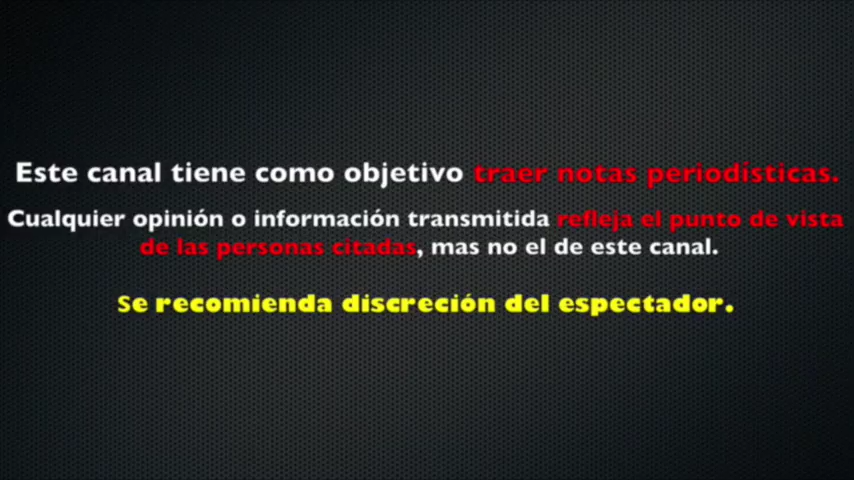 Este canal tiene como objetivo traer notas periodísticas.
Cualquier opinión o información transmitida refleja el punto de vista
de las personas citadas, mas no el de este canal.
Se recomienda discreción del espectador.